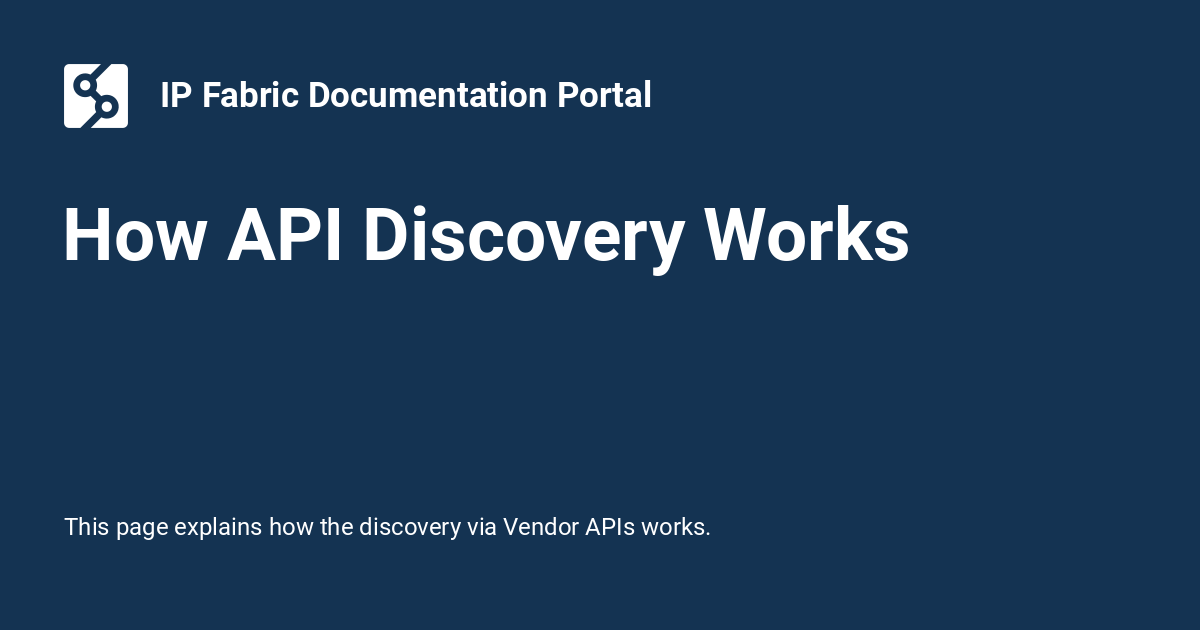 IP Fabric Documentation Portal
How API Discovery Works
This page explains how the discovery via Vendor APIs works.